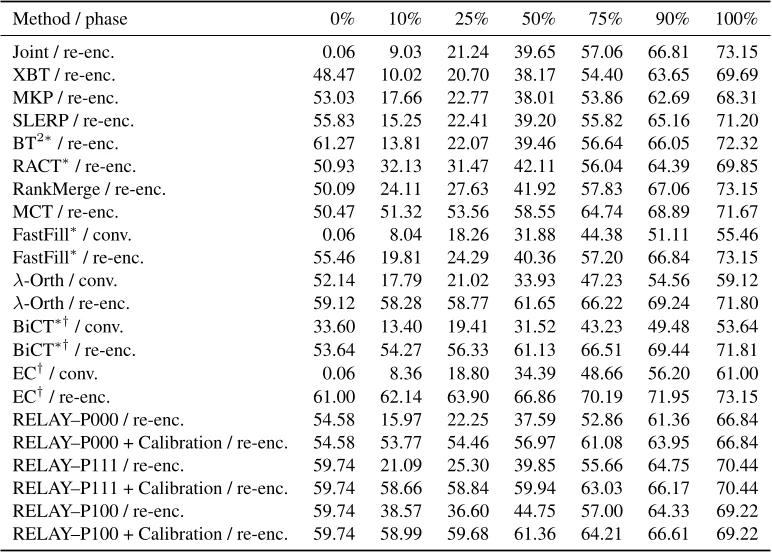 Method / phase 0% 10% 25% 50% 75% 90% 100%
Joint / re-enc. 0.06 9.03 21.24 39.65 57.06 66.81 73.15
XBT / re-enc. 48.47 10.02 20.70 38.17 54.40 63.65 69.69
MKP / re-enc. 53.03 17.66 22.77 38.01 53.86 62.69 68.31
SLERP / re-enc. 55.83 15.25 22.41 39.20 55.82 65.16 71.20
BT²* / re-enc. 61.27 13.81 22.07 39.46 56.64 66.05 72.32
RACT* / re-enc. 50.93 32.13 31.47 42.11 56.04 64.39 69.85
RankMerge / re-enc. 50.09 24.11 27.63 41.92 57.83 67.06 73.15
MCT / re-enc. 50.47 51.32 53.56 58.55 64.74 68.89 71.67
FastFill* / conv. 0.06 8.04 18.26 31.88 44.38 51.11 55.46
FastFill* / re-enc. 55.46 19.81 24.29 40.36 57.20 66.84 73.15
λ-Orth / conv. 52.14 17.79 21.02 33.93 47.23 54.56 59.12
λ-Orth / re-enc. 59.12 58.28 58.77 61.65 66.22 69.24 71.80
BiCT*† / conv. 33.60 13.40 19.41 31.52 43.23 49.48 53.64
BiCT*† / re-enc. 53.64 54.27 56.33 61.13 66.51 69.44 71.81
EC† / conv. 0.06 8.36 18.80 34.39 48.66 56.20 61.00
EC† / re-enc. 61.00 62.14 63.90 66.86 70.19 71.95 73.15
RELAY–P000 / re-enc. 54.58 15.97 22.25 37.59 52.86 61.36 66.84
RELAY–P000 + Calibration / re-enc. 54.58 53.77 54.46 56.97 61.08 63.95 66.84
RELAY–P111 / re-enc. 59.74 21.09 25.30 39.85 55.66 64.75 70.44
RELAY–P111 + Calibration / re-enc. 59.74 58.66 58.84 59.94 63.03 66.17 70.44
RELAY–P100 / re-enc. 59.74 38.57 36.60 44.75 57.00 64.33 69.22
RELAY–P100 + Calibration / re-enc. 59.74 58.99 59.68 61.36 64.21 66.61 69.22